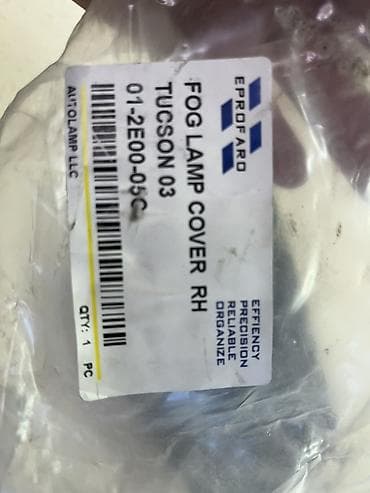 EPROFARO
EFFIENCY
PRECISION
RELIABLE
ORGANIZE
FOG LAMP COVER RH
TUCSON 03
01-2E00-05C
AUTOLAMP LLC
QTY: 1 PC